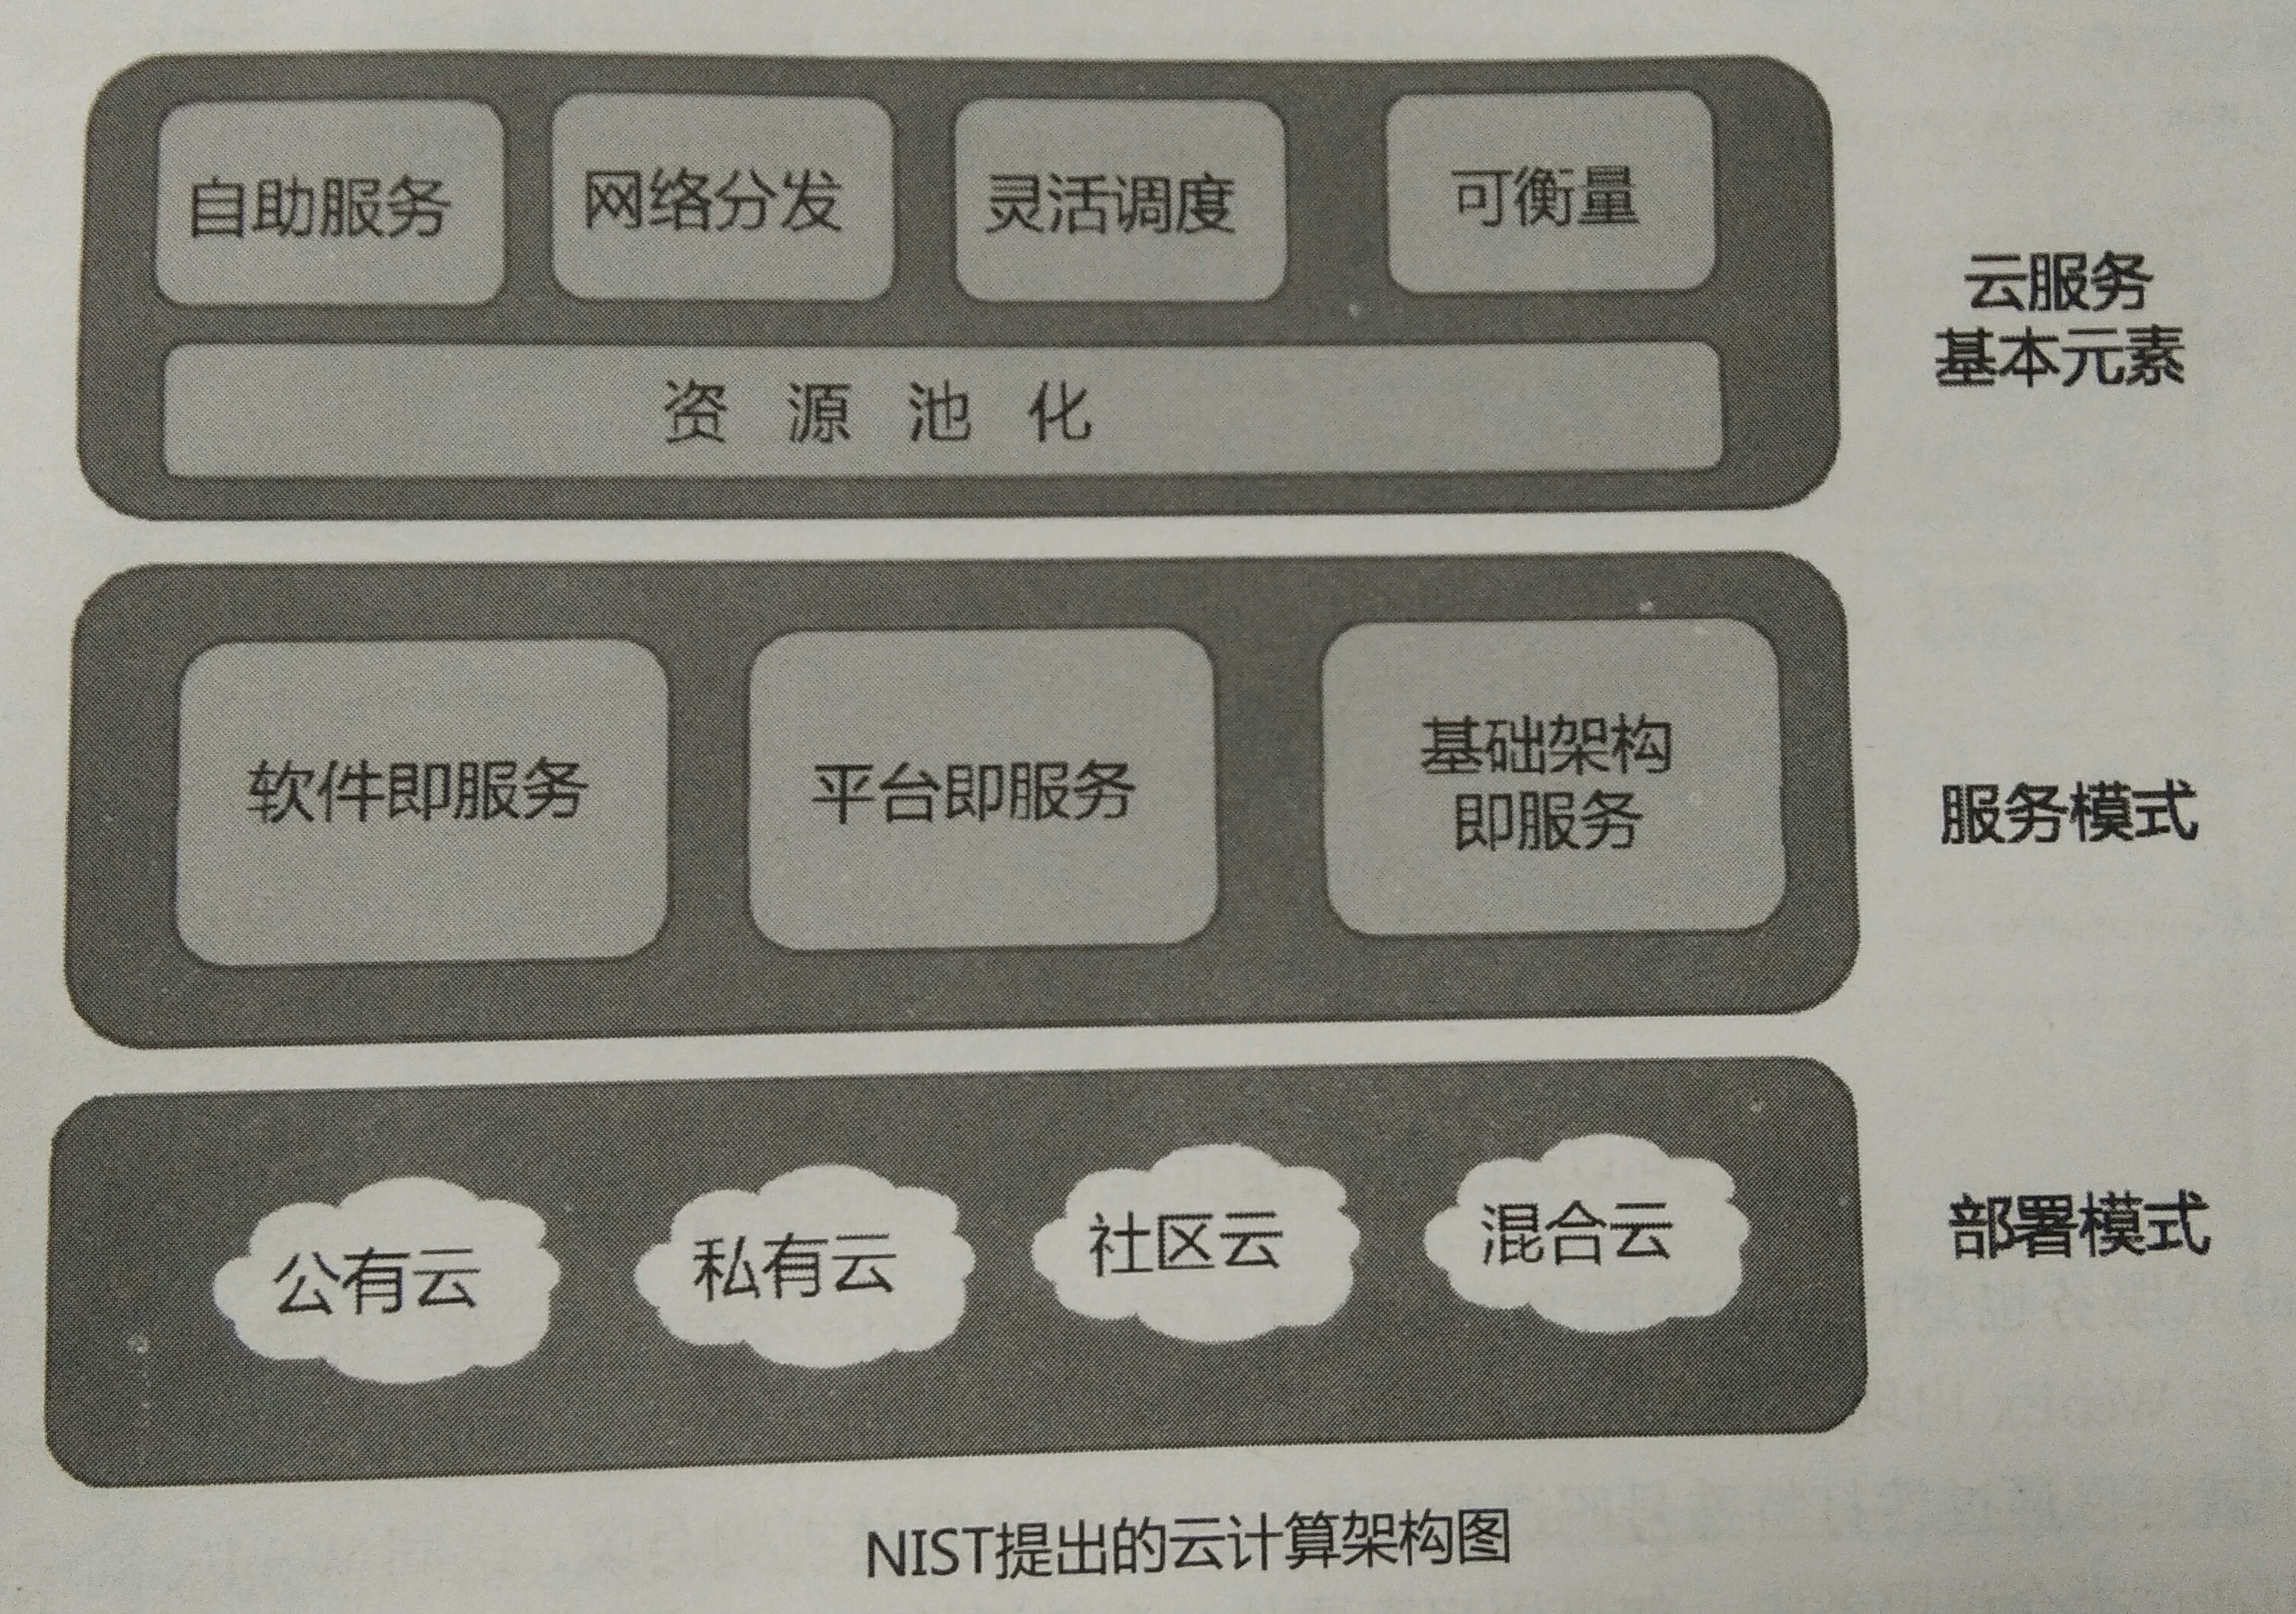 自助服务
网络分发
灵活调度
可衡量
资源池化
云服务
基本元素
软件即服务
平台即服务
基础架构
即服务
服务模式
公有云
私有云
社区云
混合云
部署模式
NIST提出的云计算架构图